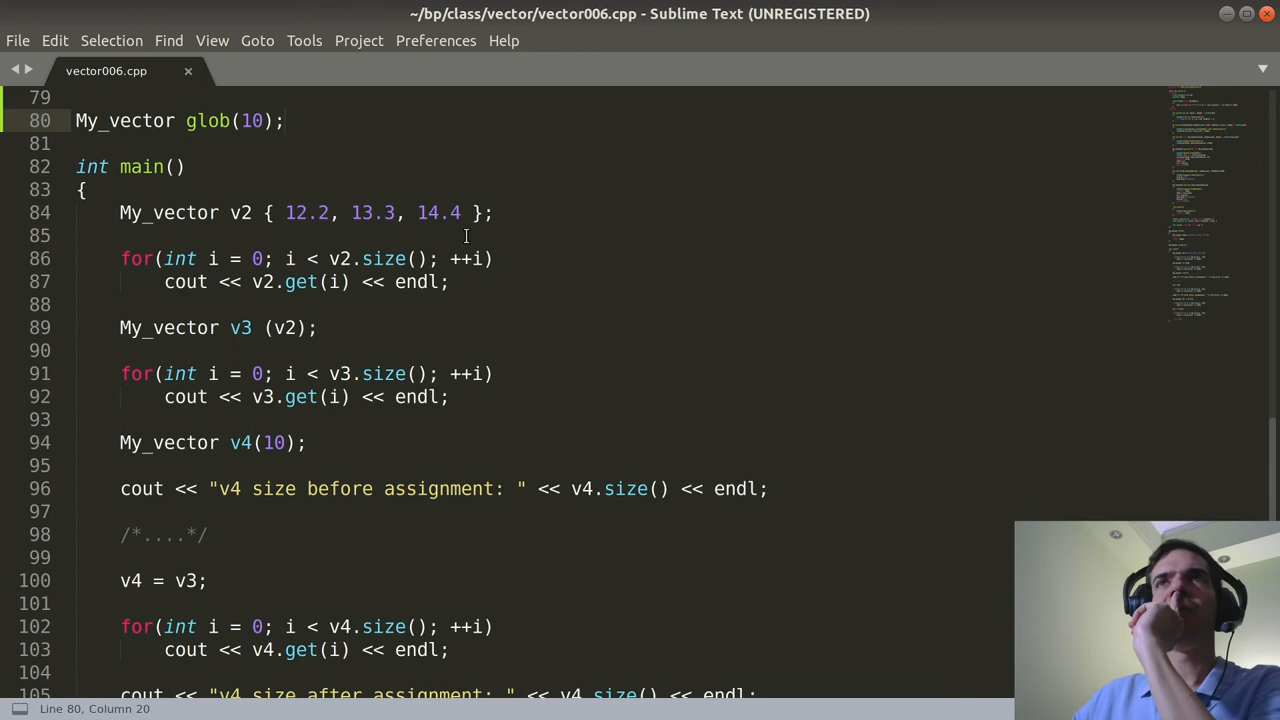 ~/bp/class/vector/vector006.cpp - Sublime Text (UNREGISTERED)
File Edit Selection Find View Goto Tools Project Preferences Help
vector006.cpp ×
79
80 My_vector glob(10);
81
82 int main()
83 {
84 My_vector v2 { 12.2, 13.3, 14.4 };
85
86 for(int i = 0; i < v2.size(); ++i)
87 cout << v2.get(i) << endl;
88
89 My_vector v3 (v2);
90
91 for(int i = 0; i < v3.size(); ++i)
92 cout << v3.get(i) << endl;
93
94 My_vector v4(10);
95
96 cout << "v4 size before assignment: " << v4.size() << endl;
97
98 /*....*/
99
100 v4 = v3;
101
102 for(int i = 0; i < v4.size(); ++i)
103 cout << v4.get(i) << endl;
104
105 cout << "v4 size after assignment: " << v4.size() << endl;
Line 80, Column 20